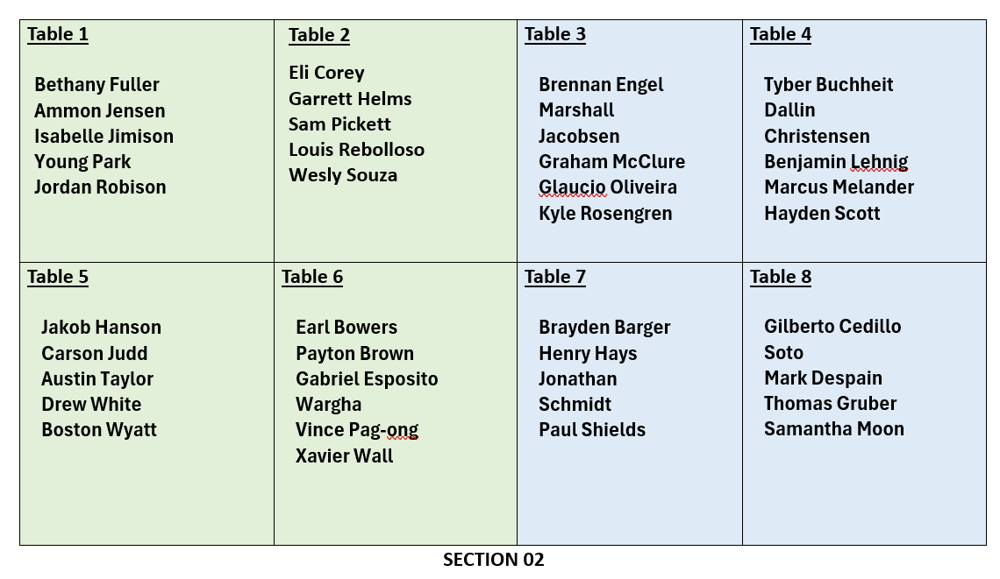 Table 1
Bethany Fuller
Ammon Jensen
Isabelle Jimison
Young Park
Jordan Robison
Table 2
Eli Corey
Garrett Helms
Sam Pickett
Louis Rebolloso
Wesly Souza
Table 3
Brennan Engel
Marshall
Jacobsen
Graham McClure
Glaucio Oliveira
Kyle Rosengren
Table 4
Tyber Buchheit
Dallin
Christensen
Benjamin Lehnig
Marcus Melander
Hayden Scott
Table 5
Jakob Hanson
Carson Judd
Austin Taylor
Drew White
Boston Wyatt
Table 6
Earl Bowers
Payton Brown
Gabriel Esposito
Wargha
Vince Pag-ong
Xavier Wall
Table 7
Brayden Barger
Henry Hays
Jonathan
Schmidt
Paul Shields
Table 8
Gilberto Cedillo
Soto
Mark Despain
Thomas Gruber
Samantha Moon
SECTION 02